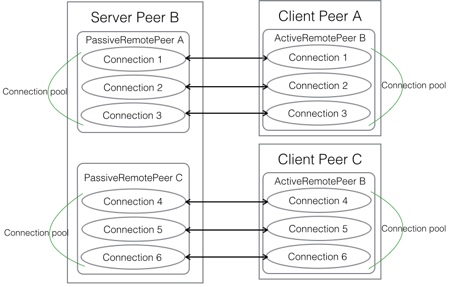 Server Peer B
Client Peer A
PassiveRemotePeer A
ActiveRemotePeer B
Connection 1
Connection 1
Connection pool
Connection 2
Connection 2
Connection pool
Connection 3
Connection 3
Client Peer C
PassiveRemotePeer C
ActiveRemotePeer B
Connection 4
Connection 4
Connection pool
Connection 5
Connection 5
Connection pool
Connection 6
Connection 6